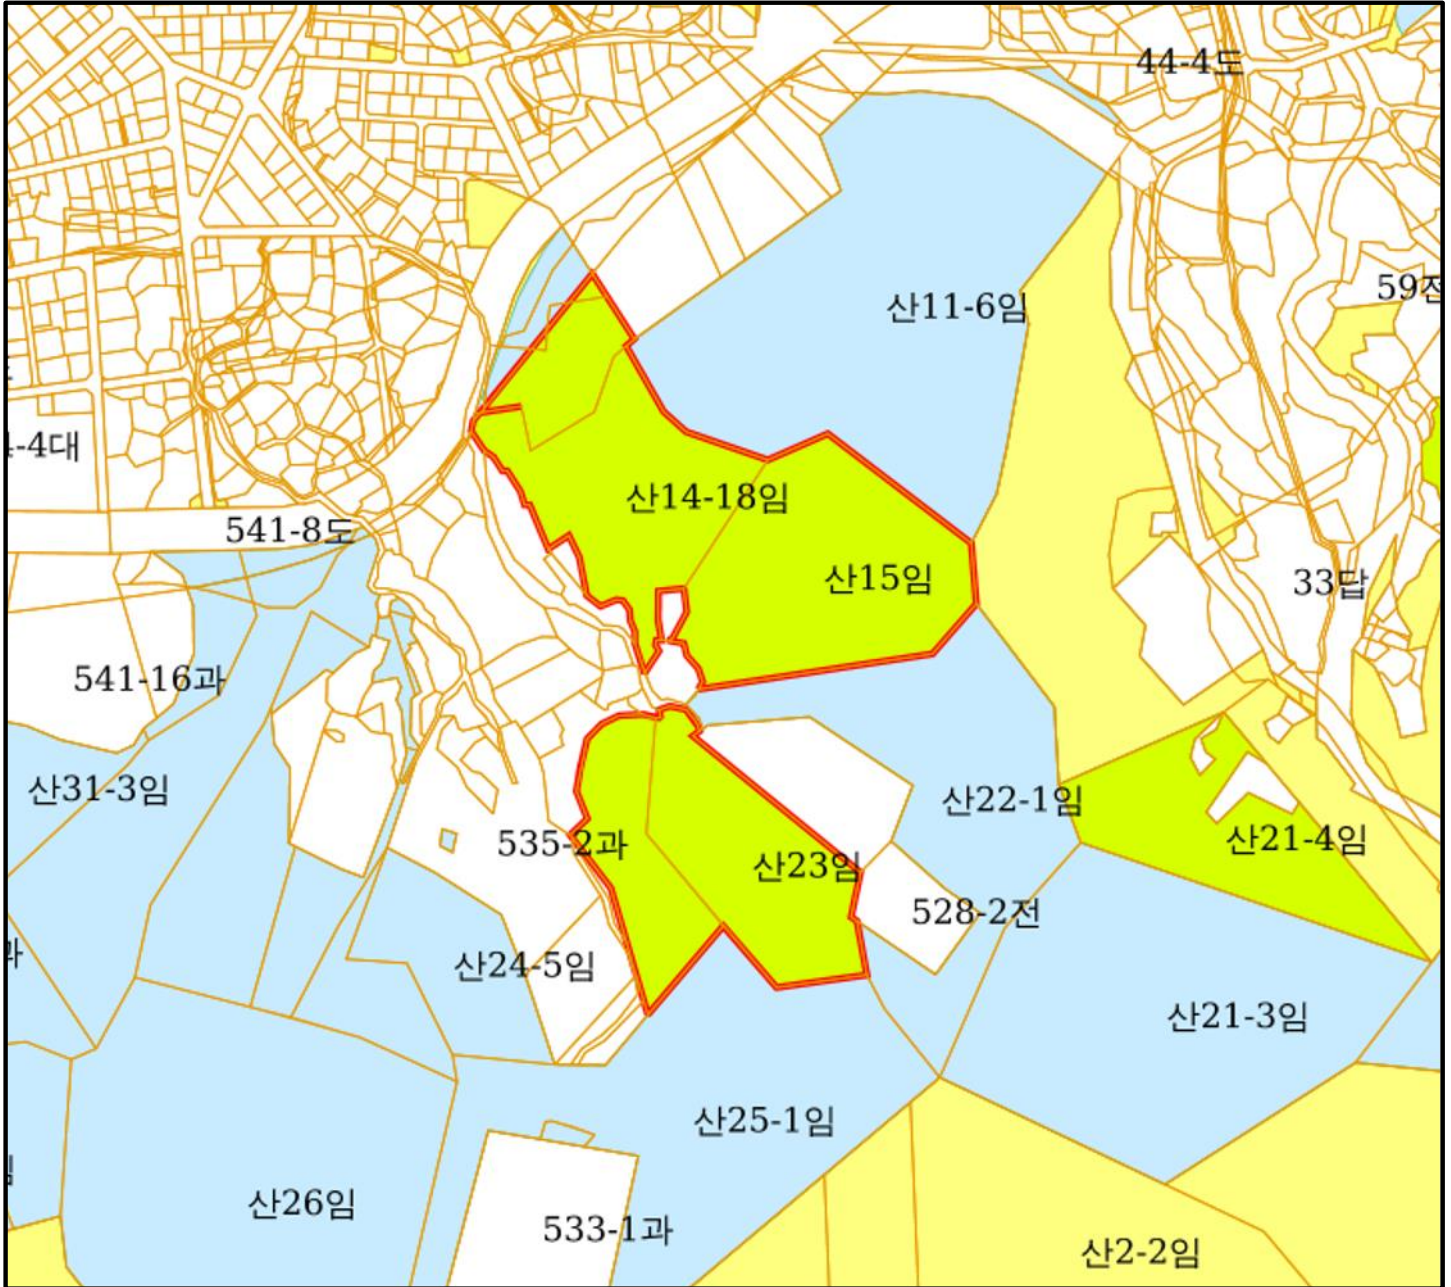 44-4도
59전
산11-6임
-4대
산14-18임
541-8도
산15임
33답
541-16과
산31-3임
산22-1임
535-2과
산23임
산21-4임
528-2전
산24-5임
산21-3임
산25-1임
산26임
533-1과
산2-2임